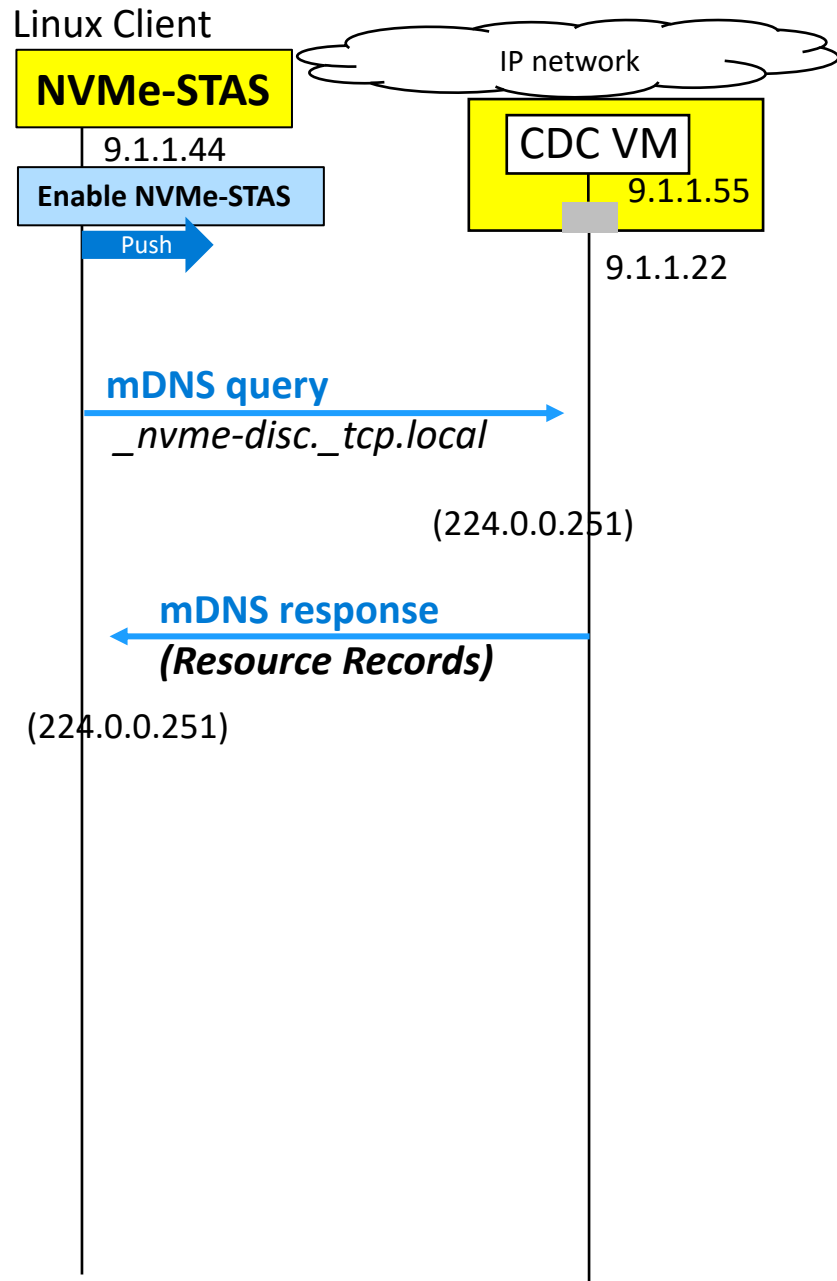 Linux Client
IP network
NVMe-STAS
CDC VM
9.1.1.44
9.1.1.55
Enable NVMe-STAS
Push
9.1.1.22
mDNS query
_nvme-disc._tcp.local
(224.0.0.251)
mDNS response
(Resource Records)
(224.0.0.251)